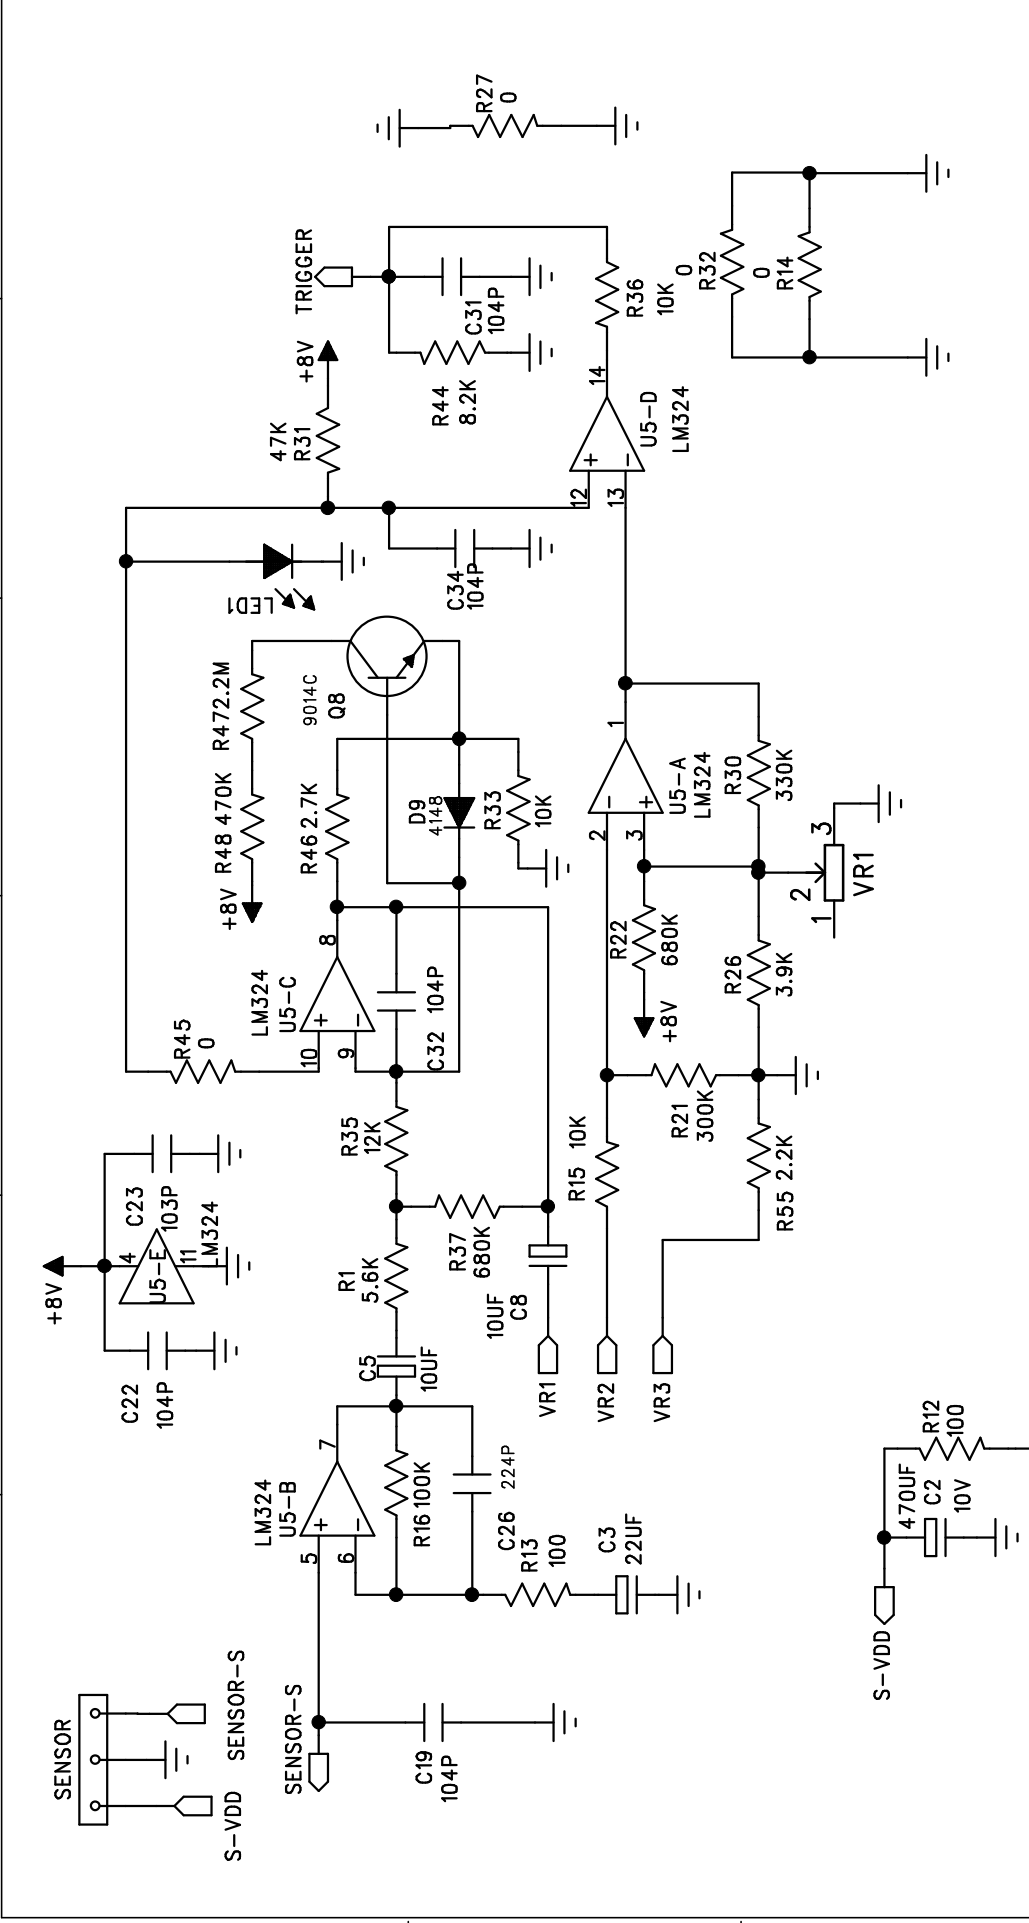 SENSOR
S-VDD
SENSOR-S
SENSOR-S
C19
104P
LM324
U5-B
5
6
7
R16 100K
C26
224P
R13
100
C3
22UF
C5
10UF
C22
104P
+8V
4
U5-E
11
LM324
C23
103P
R1
5.6K
R37
680K
R35
12K
10UF
C8
VR1
VR2
VR3
R45
0
LM324
U5-C
10
9
8
C32
104P
+8V
R48 470K
R47 2.2M
R46 2.7K
9014C
Q8
D9
4148
R33
10K
LED1
47K
R31
+8V
C34
104P
TRIGGER
R44
8.2K
C31
104P
R36
10K
12
13
14
U5-D
LM324
R27
0
0
R32
0
R14
R15 10K
R21
300K
R55 2.2K
R22
680K
+8V
2
3
1
U5-A
LM324
R30
330K
R26
3.9K
1
2
3
VR1
S-VDD
470UF
C2
10V
R12
100